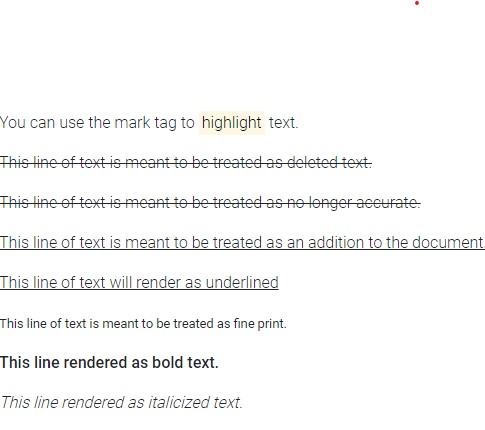 You can use the mark tag to highlight text.
This line of text is meant to be treated as deleted text.
This line of text is meant to be treated as no longer accurate.
This line of text is meant to be treated as an addition to the document
This line of text will render as underlined
This line of text is meant to be treated as fine print.
This line rendered as bold text.
This line rendered as italicized text.